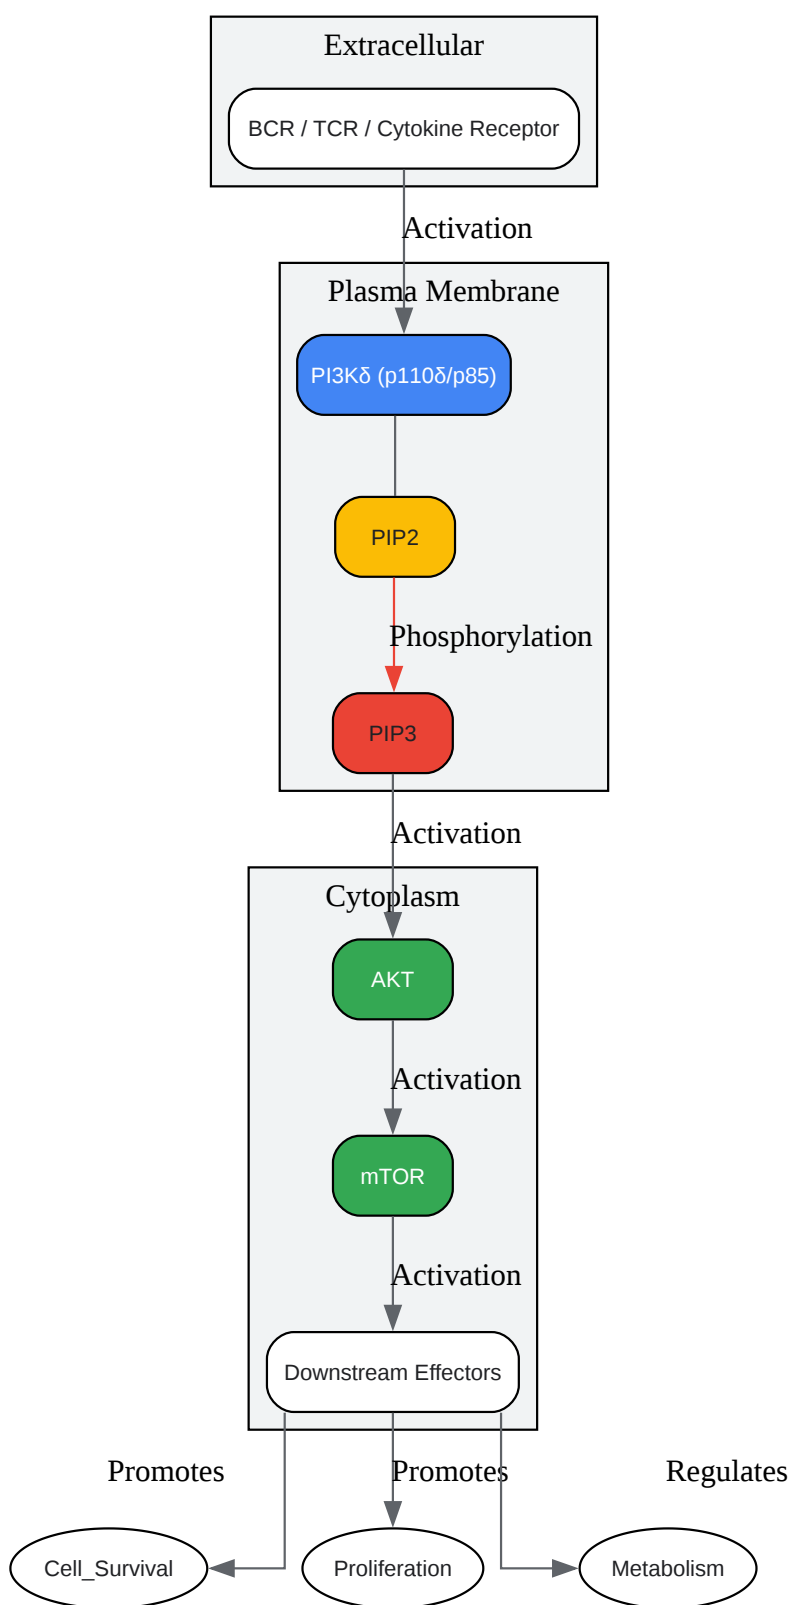 Extracellular
BCR / TCR / Cytokine Receptor
Activation
Plasma Membrane
PI3Kδ (p110δ/p85)
PIP2
Phosphorylation
PIP3
Activation
Cytoplasm
AKT
Activation
mTOR
Activation
Downstream Effectors
Promotes
Promotes
Regulates
Cell_Survival
Proliferation
Metabolism